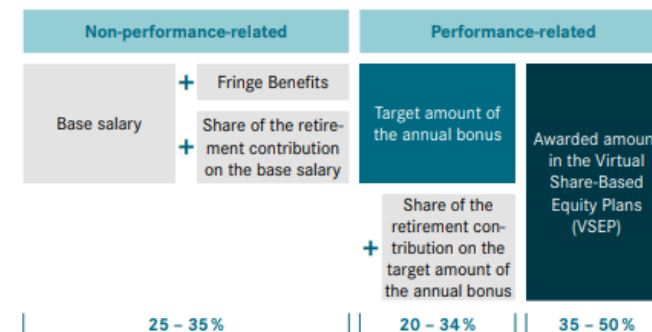 Non-performance-related
Performance-related
Base salary
+
Fringe Benefits
+
Share of the retire-
ment contribution
on the base salary
Target amount of
the annual bonus
+
Share of the
retirement con-
tribution on the
target amount of
the annual bonus
Awarded amoun
in the Virtual
Share-Based
Equity Plans
(VSEP)
25 – 35 %
20 – 34 %
35 – 50 %